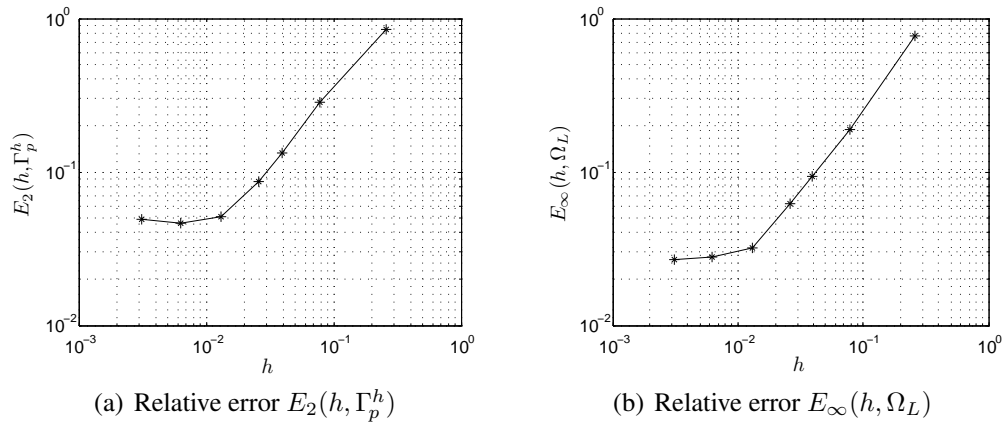 10^0
10^{-1}
10^{-2}
10^{-3} 10^{-2} 10^{-1} 10^0
E_2(h, Γ_p^h)
h
(a) Relative error E_2(h, Γ_p^h)
10^0
10^{-1}
10^{-2}
10^{-3} 10^{-2} 10^{-1} 10^0
E_∞(h, Ω_L)
h
(b) Relative error E_∞(h, Ω_L)